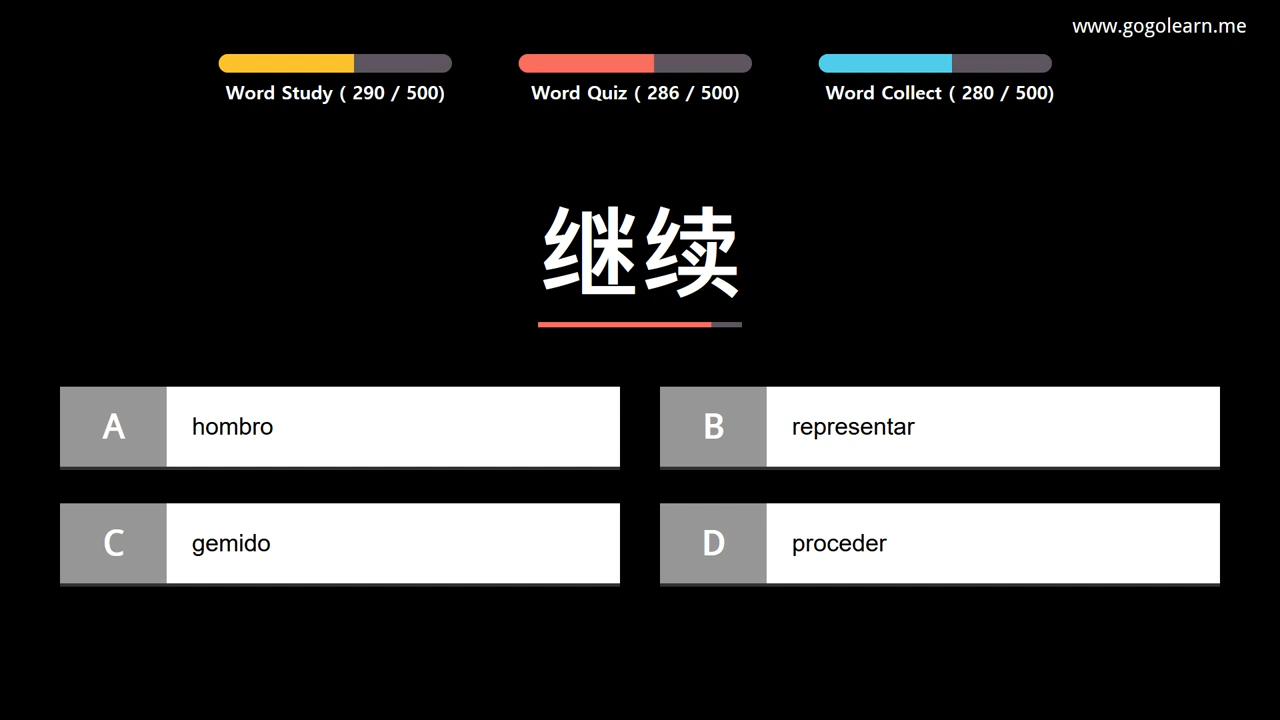 www.gogolearn.me
Word Study ( 290 / 500)
Word Quiz ( 286 / 500)
Word Collect ( 280 / 500)
继续
A hombro
B representar
C gemido
D proceder